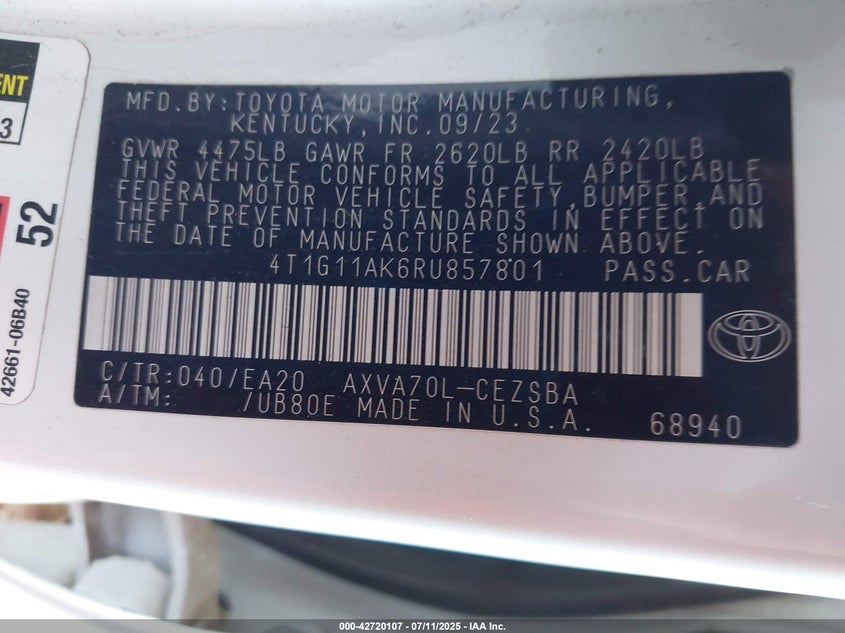 ENT
3
52
42661-06B40
MFD.BY:TOYOTA MOTOR MANUFACTURING,
KENTUCKY,INC.09/23
GVWR 4475LB GAWR FR 2620LB RR 2420LB
THIS VEHICLE CONFORMS TO ALL APPLICABLE
FEDERAL MOTOR VEHICLE SAFETY,BUMPER,AND
THEFT PREVENTION STANDARDS IN EFFECT ON
THE DATE OF MANUFACTURE SHOWN ABOVE.
4T1G11AK6RU857801 PASS.CAR
C/TR:040/EA20 AXVA70L-CEZSBA
A/TM: /UB80E MADE IN U.S.A. 68940
000-42720107 - 07/11/2025 - IAA Inc.